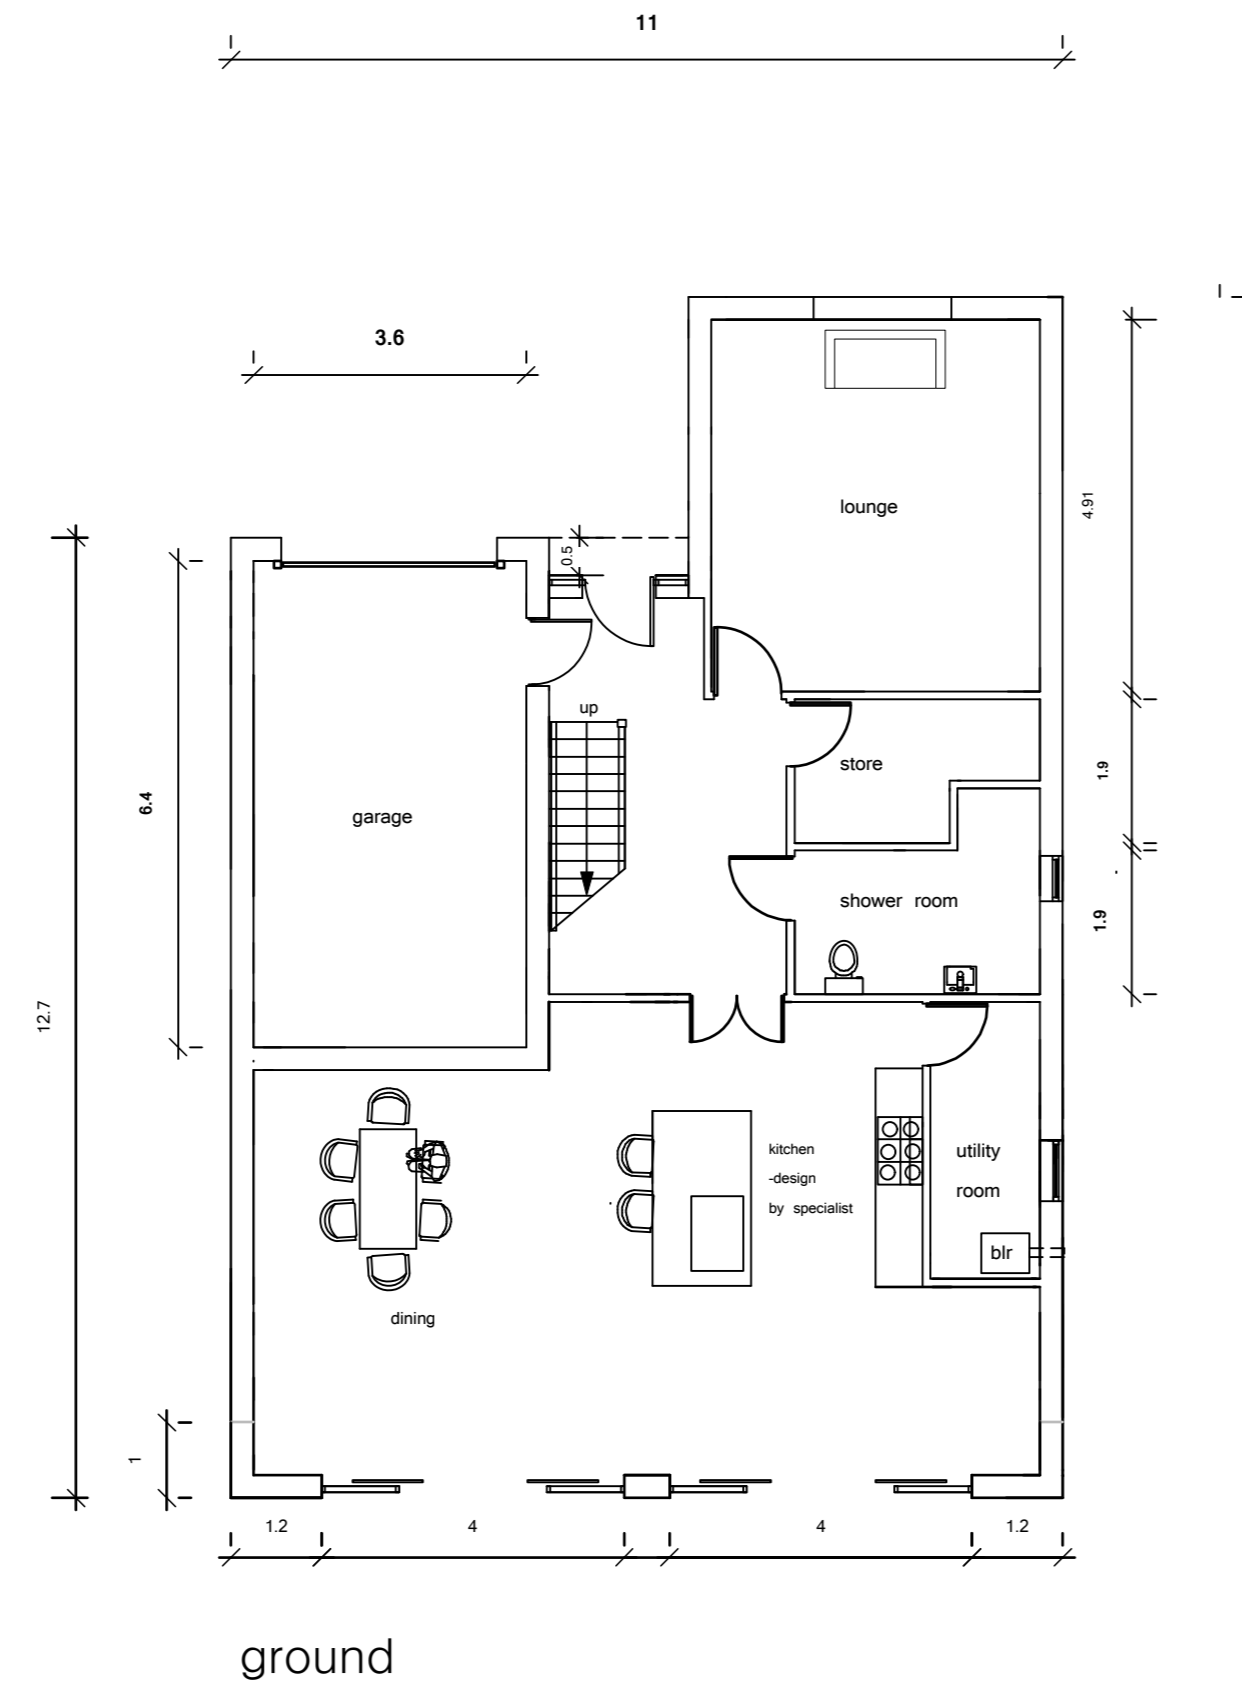 11
3.6
lounge
4.91
0.5
up
store
1.9
6.4
garage
shower room
1.9
12.7
kitchen
-design
by specialist
utility
room
blr
dining
1
1.2
4
4
1.2
ground